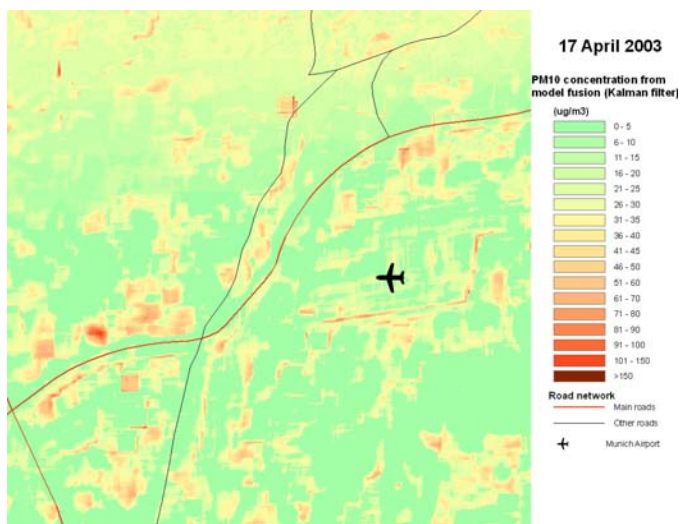 17 April 2003
PM10 concentration from
model fusion (Kalman filter)
(ug/m3)
0 - 5
6 - 10
11 - 15
16 - 20
21 - 25
26 - 30
31 - 35
36 - 40
41 - 45
46 - 50
51 - 60
61 - 70
71 - 80
81 - 90
91 - 100
101 - 150
>150
Road network
Main roads
Other roads
Munich Airport